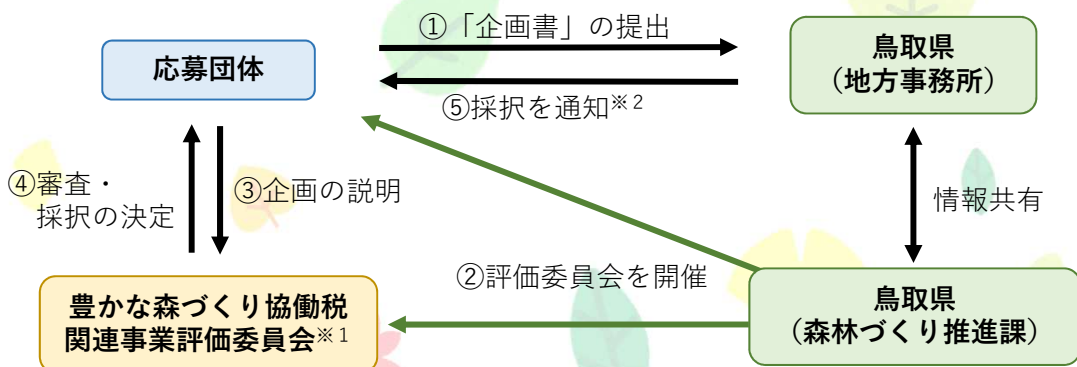 ①「企画書」の提出
応募団体
鳥取県
（地方事務所）
⑤採択を通知※2
④審査・
採択の決定
③企画の説明
情報共有
②評価委員会を開催
豊かな森づくり協働税
関連事業評価委員会※1
鳥取県
（森林づくり推進課）